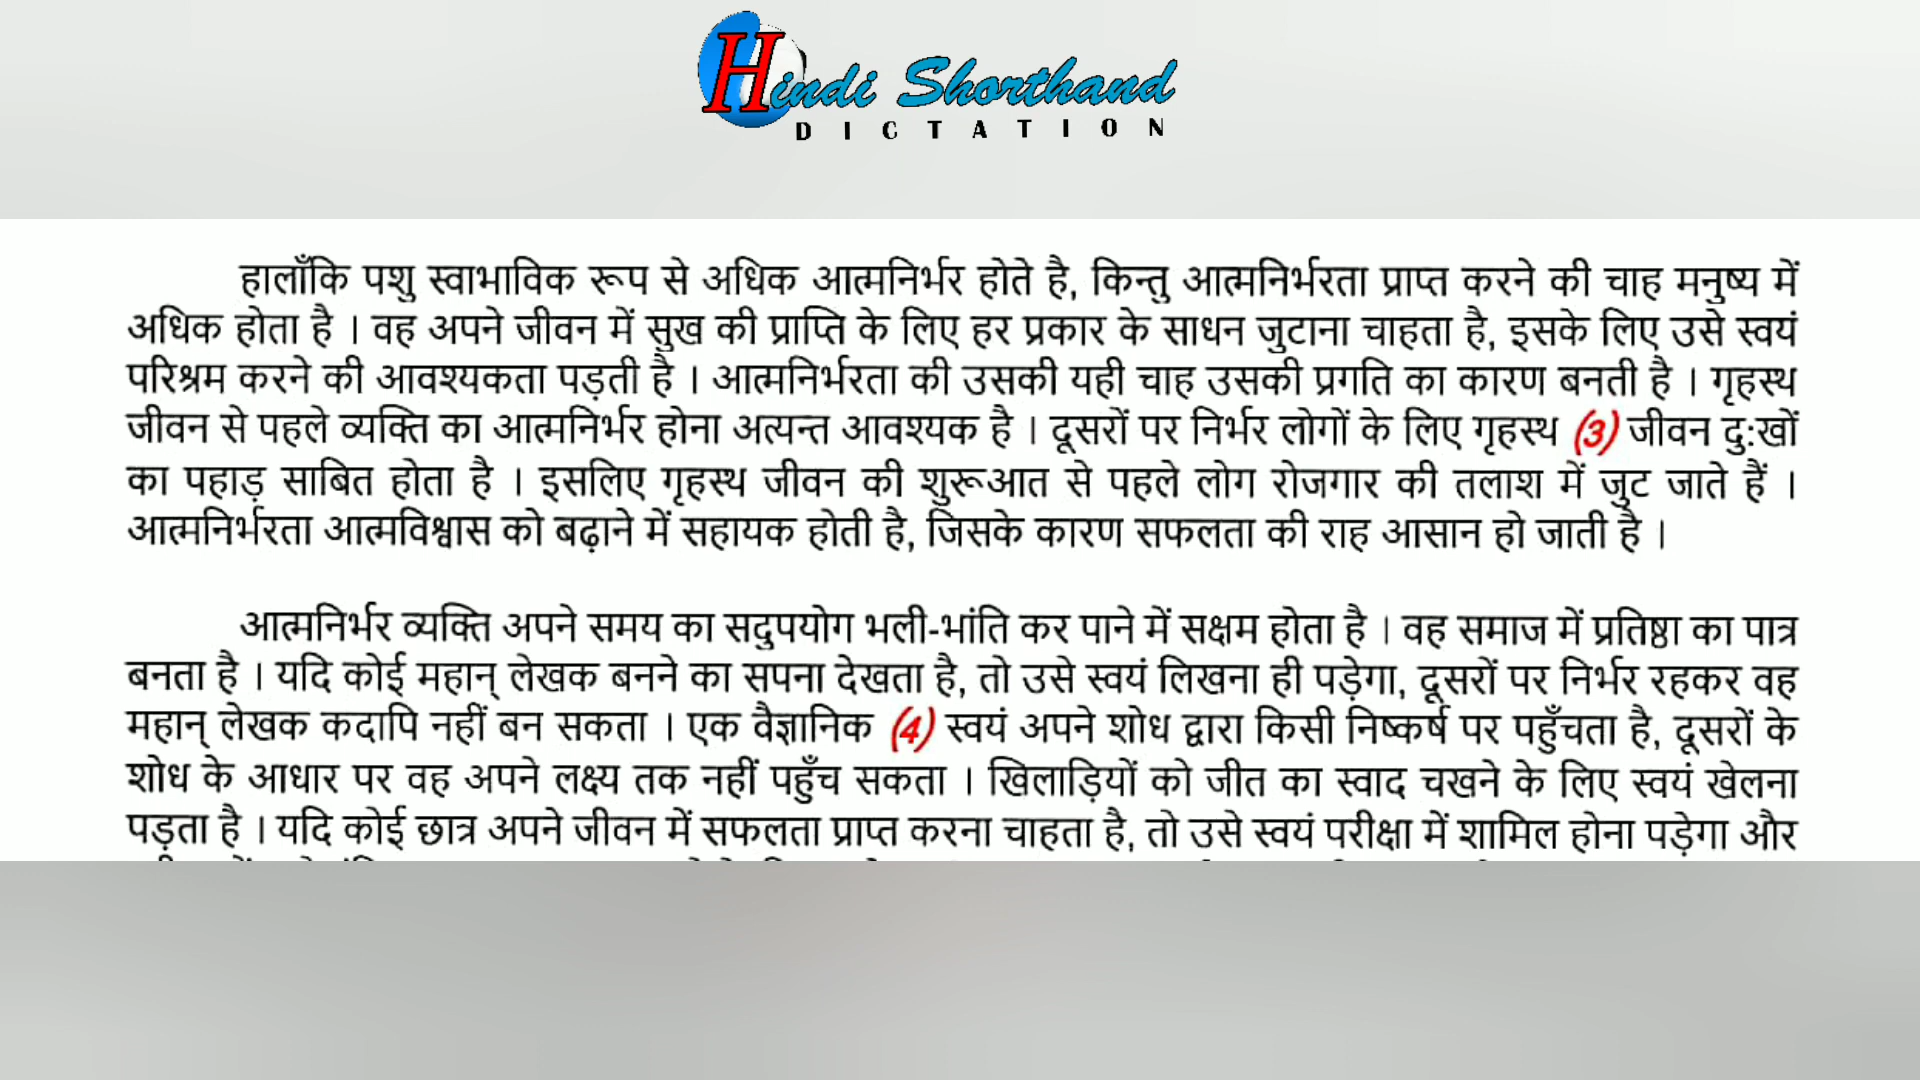 Hindi Shorthand
DICTATION
हालाँकि पशु स्वाभाविक रूप से अधिक आत्मनिर्भर होते है, किन्तु आत्मनिर्भरता प्राप्त करने की चाह मनुष्य में
अधिक होता है । वह अपने जीवन में सुख की प्राप्ति के लिए हर प्रकार के साधन जुटाना चाहता है, इसके लिए उसे स्वयं
परिश्रम करने की आवश्यकता पड़ती है । आत्मनिर्भरता की उसकी यही चाह उसकी प्रगति का कारण बनती है । गृहस्थ
जीवन से पहले व्यक्ति का आत्मनिर्भर होना अत्यन्त आवश्यक है । दूसरों पर निर्भर लोगों के लिए गृहस्थ (3) जीवन दु:खों
का पहाड़ साबित होता है । इसलिए गृहस्थ जीवन की शुरूआत से पहले लोग रोजगार की तलाश में जुट जाते हैं ।
आत्मनिर्भरता आत्मविश्वास को बढ़ाने में सहायक होती है, जिसके कारण सफलता की राह आसान हो जाती है ।
आत्मनिर्भर व्यक्ति अपने समय का सदुपयोग भली-भांति कर पाने में सक्षम होता है । वह समाज में प्रतिष्ठा का पात्र
बनता है । यदि कोई महान् लेखक बनने का सपना देखता है, तो उसे स्वयं लिखना ही पड़ेगा, दूसरों पर निर्भर रहकर वह
महान् लेखक कदापि नहीं बन सकता । एक वैज्ञानिक (4) स्वयं अपने शोध द्वारा किसी निष्कर्ष पर पहुँचता है, दूसरों के
शोध के आधार पर वह अपने लक्ष्य तक नहीं पहुँच सकता । खिलाड़ियों को जीत का स्वाद चखने के लिए स्वयं खेलना
पड़ता है । यदि कोई छात्र अपने जीवन में सफलता प्राप्त करना चाहता है, तो उसे स्वयं परीक्षा में शामिल होना पड़ेगा और